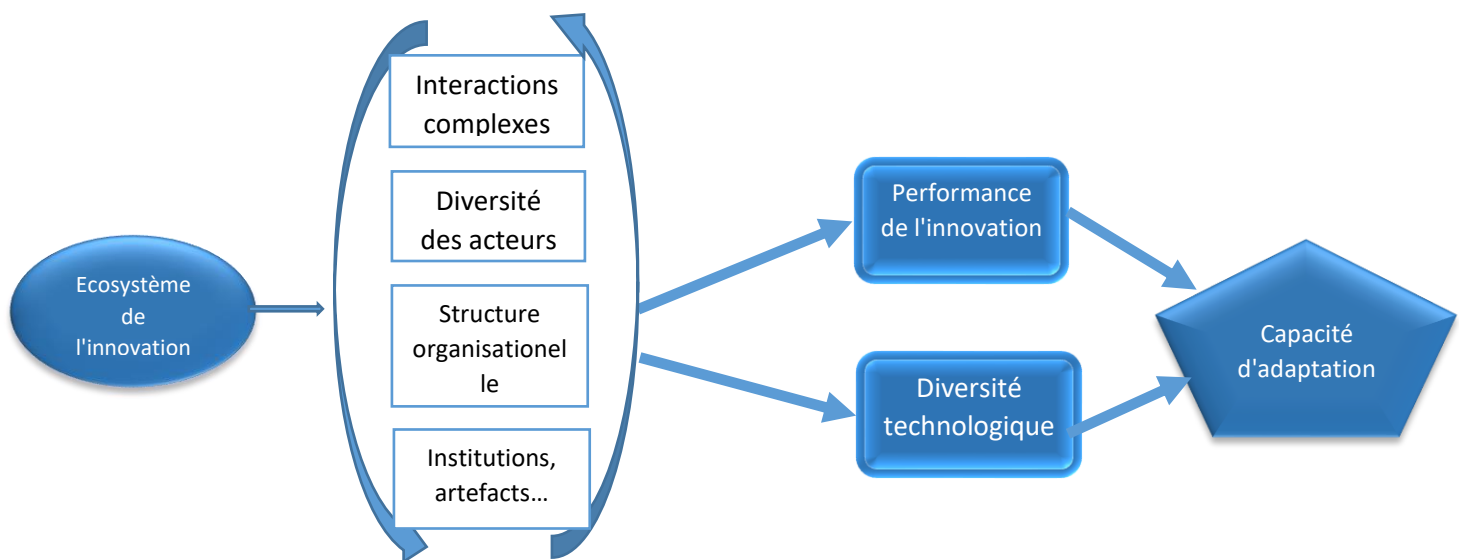 Ecosystème
de
l'innovation
Interactions
complexes
Diversité
des acteurs
Structure
organisationel
le
Institutions,
artefacts…
Performance
de l'innovation
Diversité
technologique
Capacité
d'adaptation